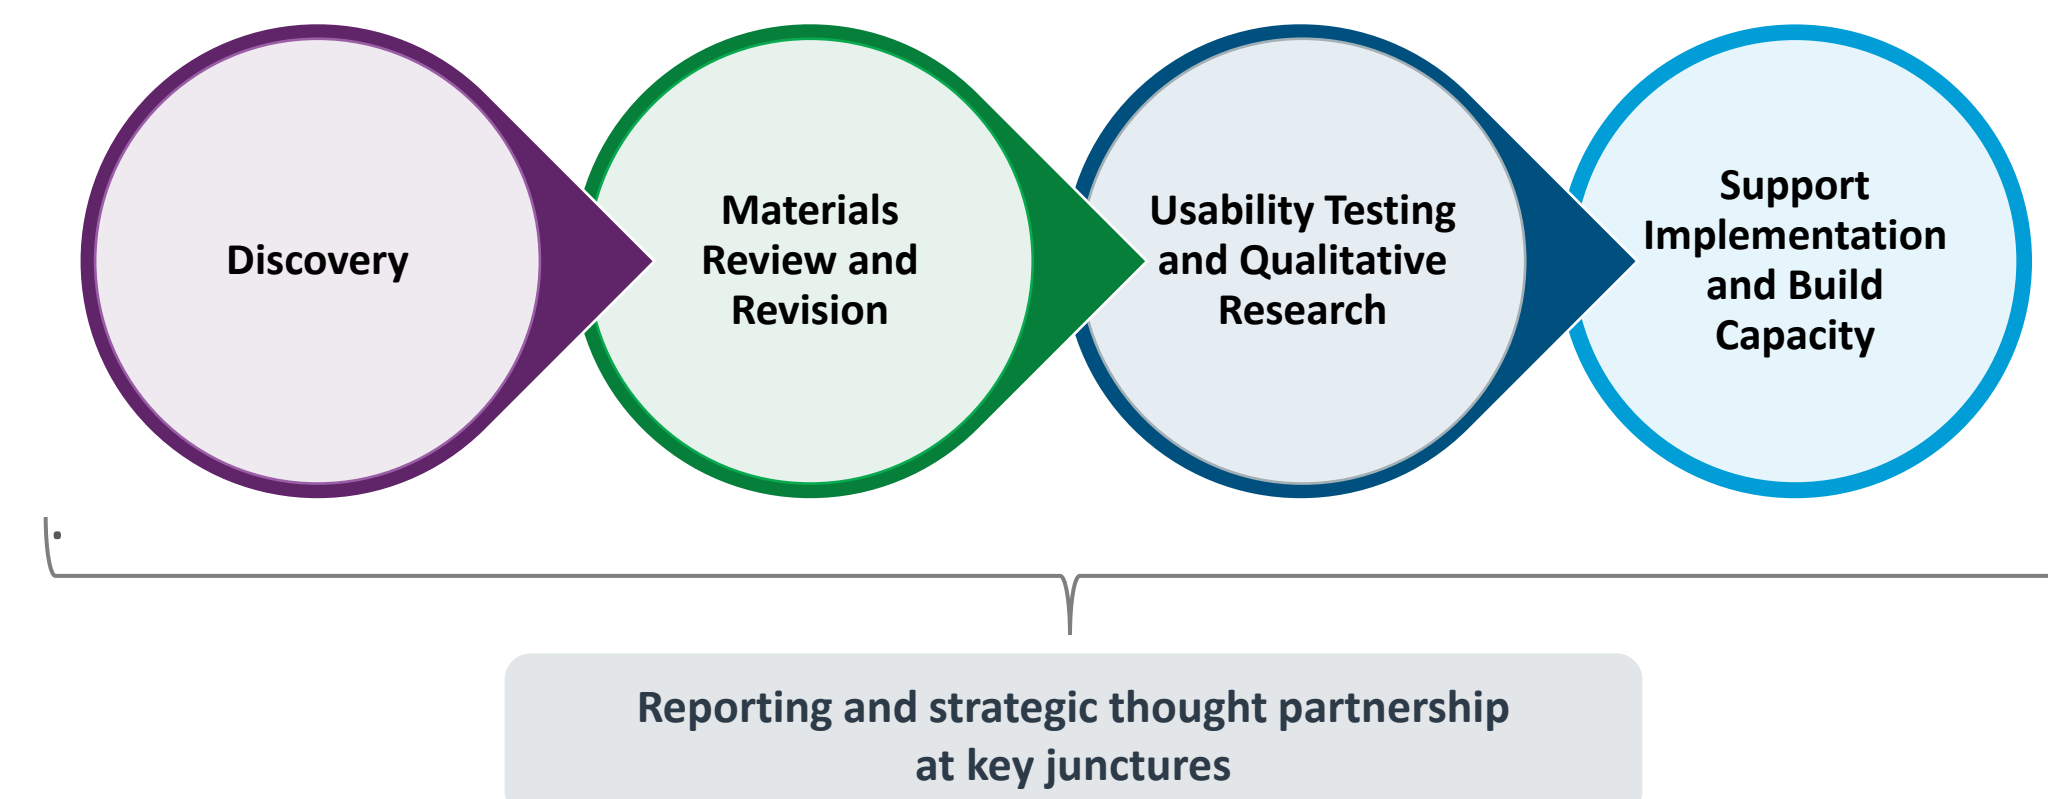 Discovery
Materials
Review and
Revision
Usability Testing
and Qualitative
Research
Support
Implementation
and Build
Capacity
.
Reporting and strategic thought partnership
at key junctures